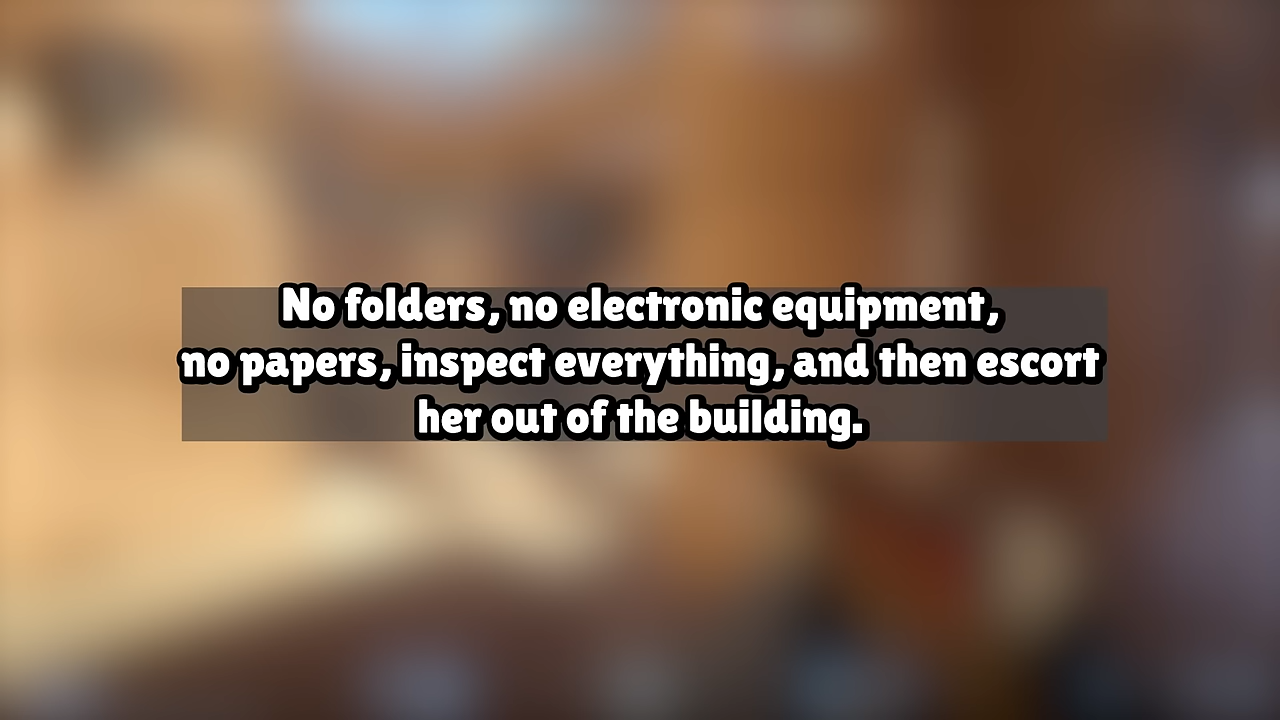 No folders, no electronic equipment,
no papers, inspect everything, and then escort
her out of the building.